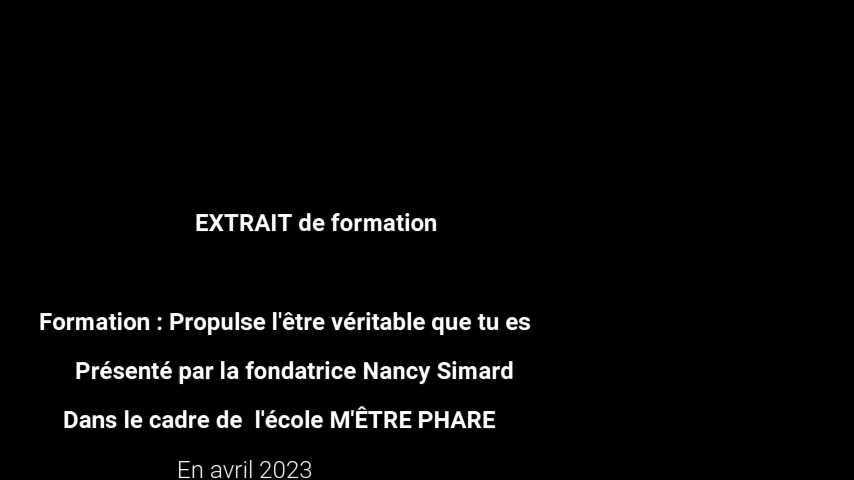 EXTRAIT de formation
Formation : Propulse l'être véritable que tu es
Présenté par la fondatrice Nancy Simard
Dans le cadre de  l'école M'ÊTRE PHARE
En avril 2023